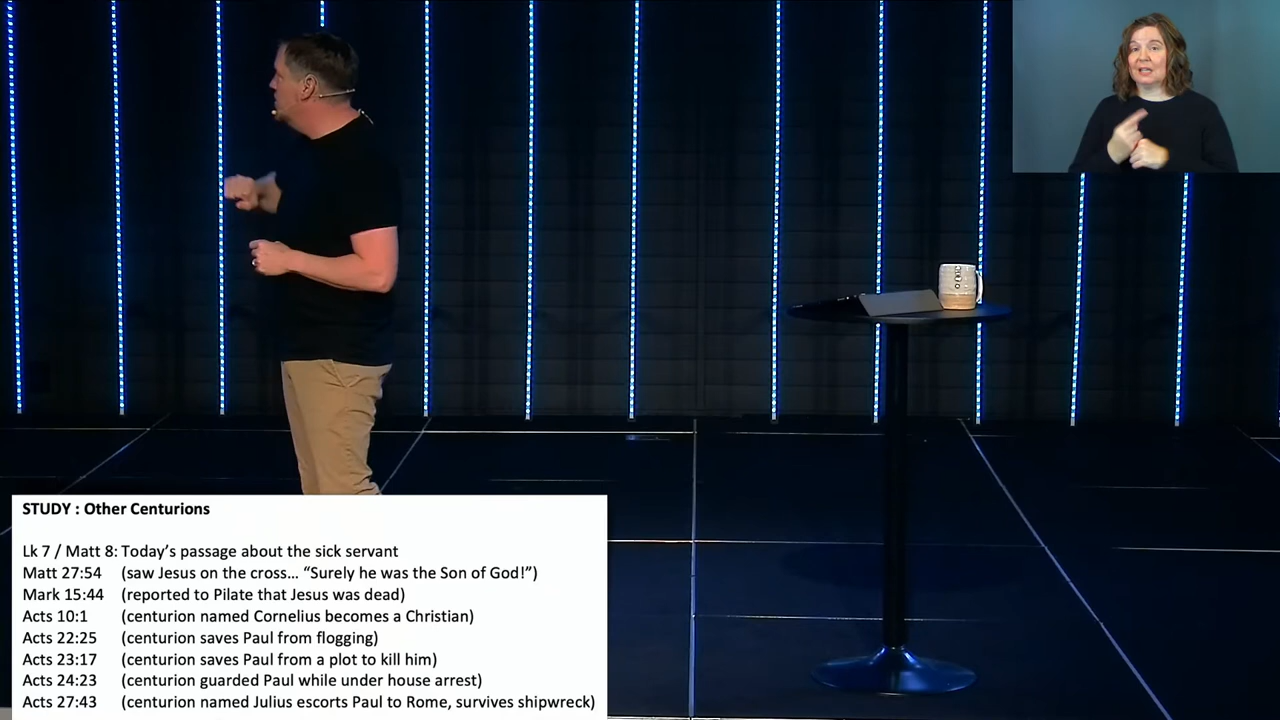 STUDY : Other Centurions
Lk 7 / Matt 8: Today’s passage about the sick servant
Matt 27:54 (saw Jesus on the cross… “Surely he was the Son of God!”)
Mark 15:44 (reported to Pilate that Jesus was dead)
Acts 10:1 (centurion named Cornelius becomes a Christian)
Acts 22:25 (centurion saves Paul from flogging)
Acts 23:17 (centurion saves Paul from a plot to kill him)
Acts 24:23 (centurion guarded Paul while under house arrest)
Acts 27:43 (centurion named Julius escorts Paul to Rome, survives shipwreck)